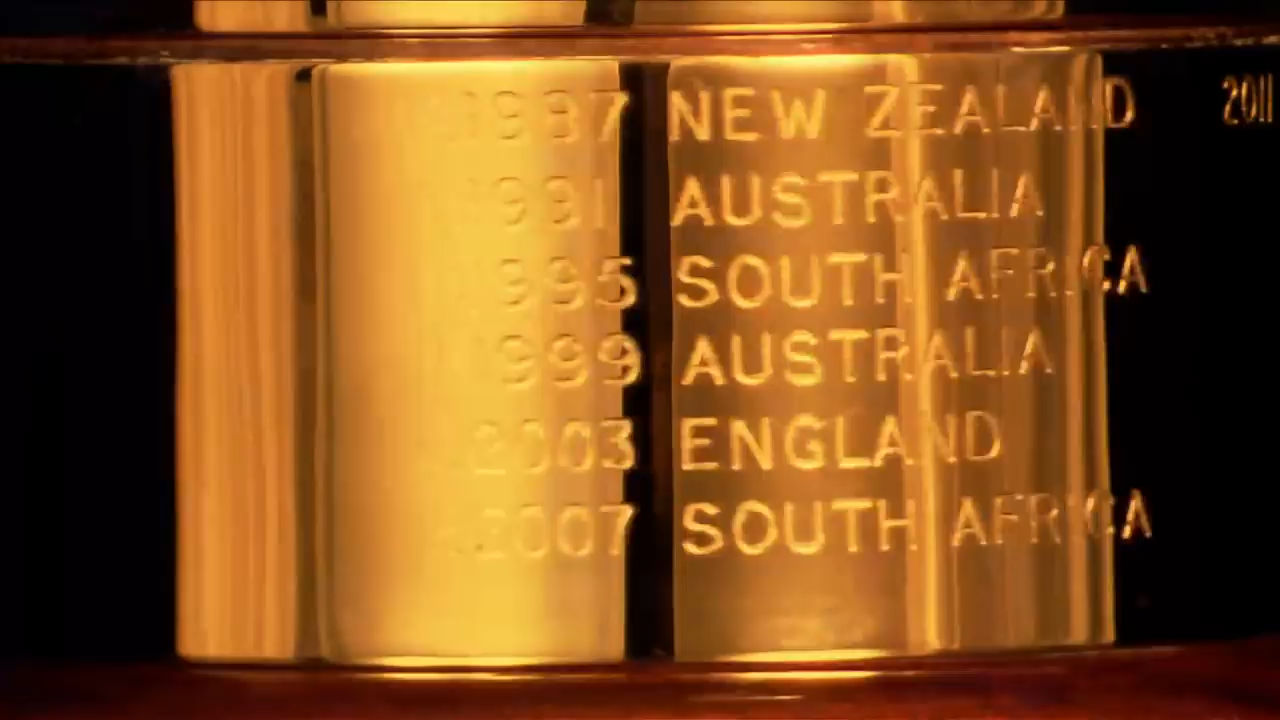 1987 NEW ZEALAND 2011
1991 AUSTRALIA
1995 SOUTH AFRICA
1999 AUSTRALIA
2003 ENGLAND
2007 SOUTH AFRICA